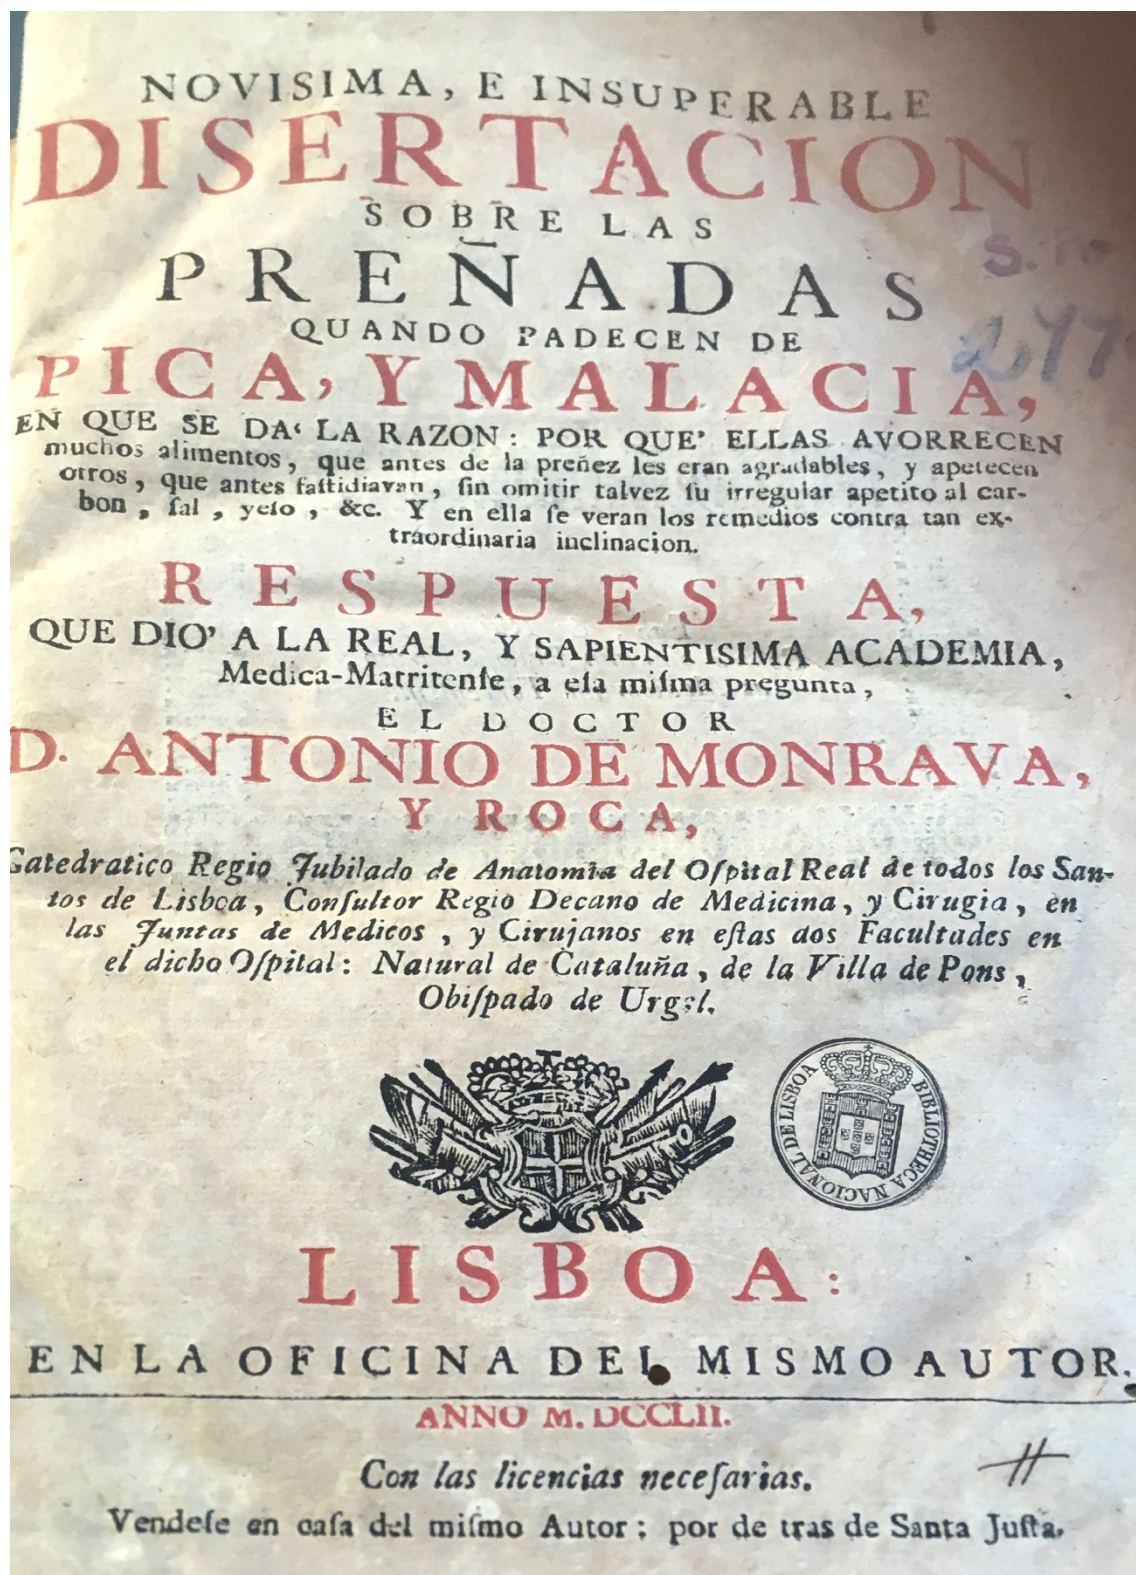 NOVISIMA, E INSUPERABLE
DISERTACION
SOBRE LAS
PREÑADAS
QUANDO PADECEN DE
PICA, Y MALACIA,
EN QUE SE DA' LA RAZON: POR QUE' ELLAS AVORRECEN
muchos alimentos, que antes de la preñez les eran agradables, y apetecen
otros, que antes fastidiavan, ſin omitir talvez ſu irregular apetito al car-
bon, ſal, yeſo, &c. Y en ella ſe veran los remedios contra tan ex-
traordinaria inclinacion.
RESPUESTA,
QUE DIO' A LA REAL, Y SAPIENTISIMA ACADEMIA,
Medica-Matritenſe, a eſa miſma pregunta,
EL DOCTOR
D. ANTONIO DE MONRAVA,
Y ROCA,
Catedratico Regio Jubilado de Anatomia del Oſpital Real de todos los San-
tos de Lisboa, Conſultor Regio Decano de Medicina, y Cirugia, en
las Juntas de Medicos, y Cirujanos en eſtas dos Facultades en
el dicho Oſpital: Natural de Cataluña, de la Villa de Pons,
Obiſpado de Urgel.
BIBLIOTHECA NACIONAL DE LISBOA
LISBOA:
EN LA OFICINA DEL MISMO AUTOR.
ANNO M. DCCLII.
Con las licencias neceſarias.
Vendeſe en caſa del miſmo Autor; por de tras de Santa Juſta.